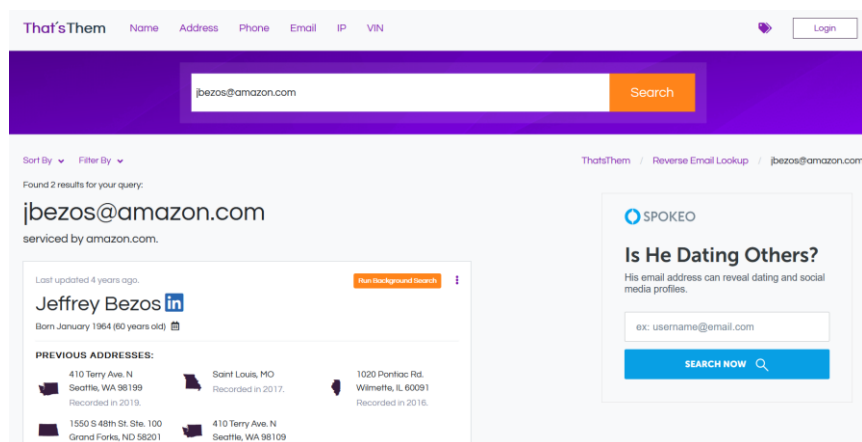 That'sThem Name Address Phone Email IP VIN Login
jbezos@amazon.com Search
Sort By Filter By
ThatsThem / Reverse Email Lookup / jbezos@amazon.com
Found 2 results for your query:
jbezos@amazon.com
serviced by amazon.com.
Last updated 4 years ago. Run Background Search
Jeffrey Bezos in
Born January 1964 (60 years old)
PREVIOUS ADDRESSES:
410 Terry Ave. N
Seattle, WA 98199
Recorded in 2019.
Saint Louis, MO
Recorded in 2017.
1020 Pontiac Rd.
Wilmette, IL 60091
Recorded in 2016.
1550 S 48th St. Ste. 100
Grand Forks, ND 58201
410 Terry Ave. N
Seattle, WA 98109
SPOKEO
Is He Dating Others?
His email address can reveal dating and social
media profiles.
ex: username@email.com
SEARCH NOW